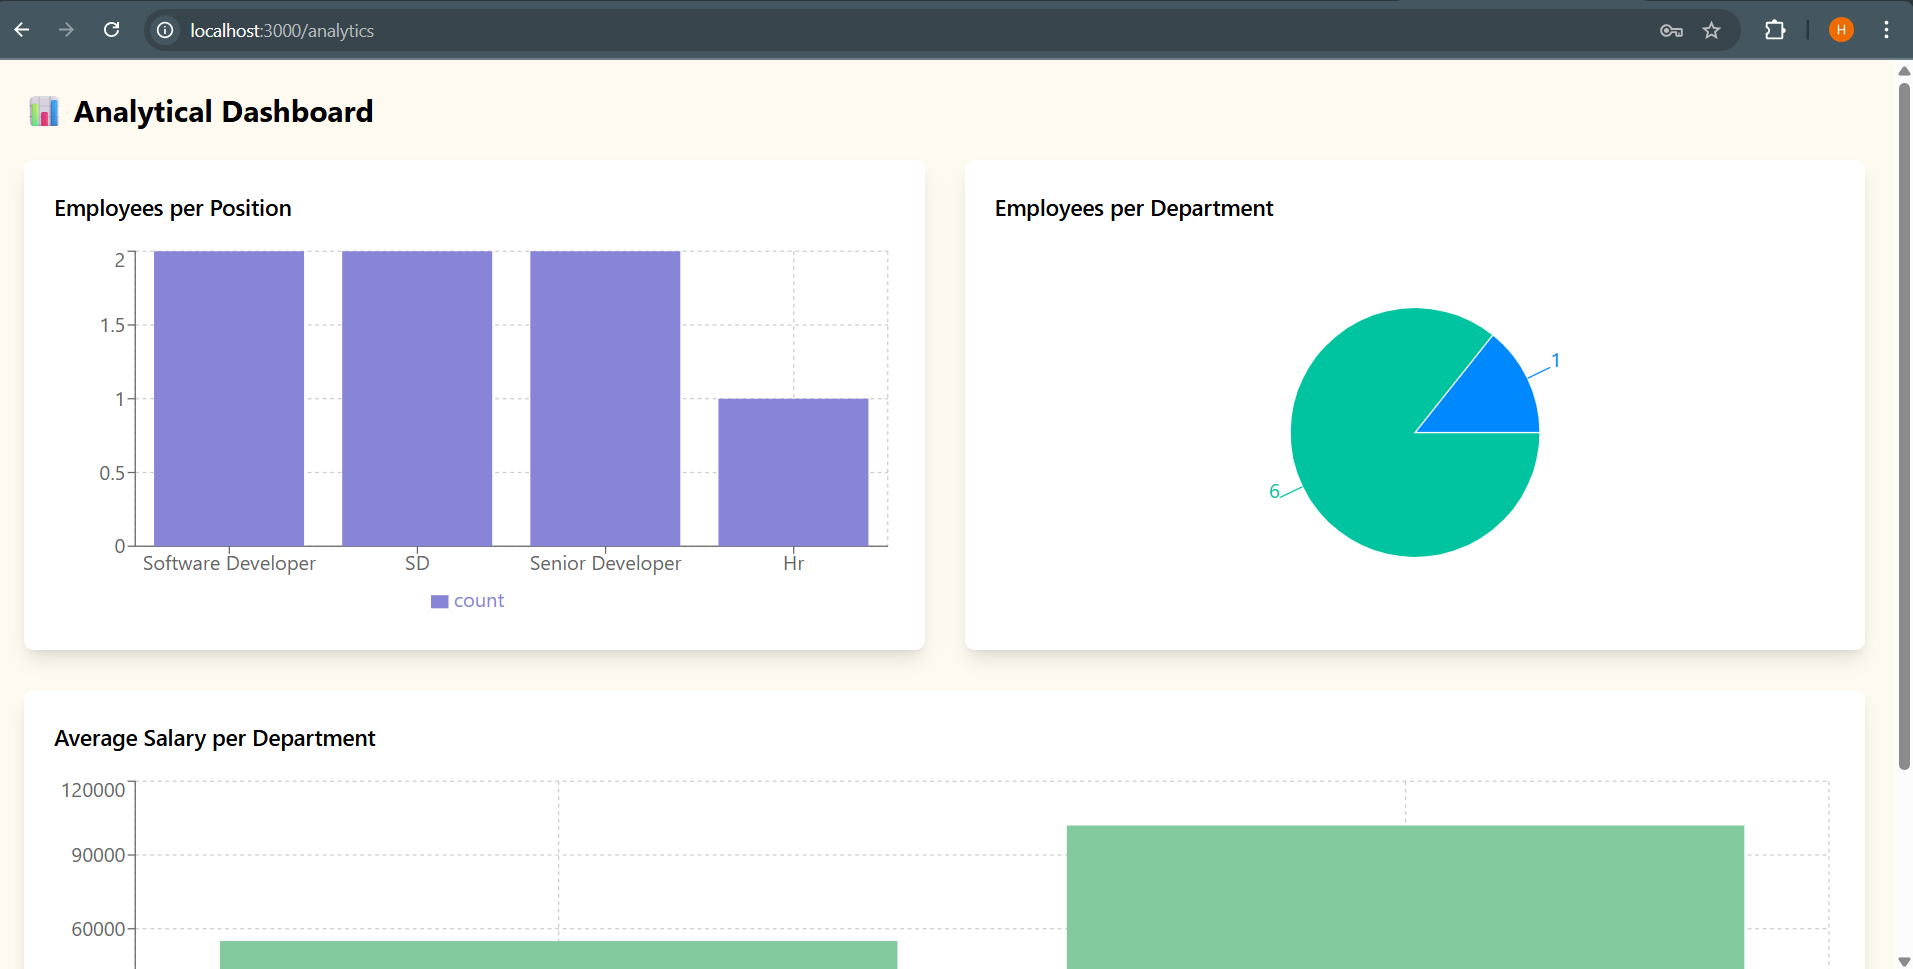 localhost:3000/analytics
H
Analytical Dashboard
Employees per Position
2
1.5
1
0.5
0
Software Developer
SD
Senior Developer
Hr
count
Employees per Department
1
6
Average Salary per Department
120000
90000
60000